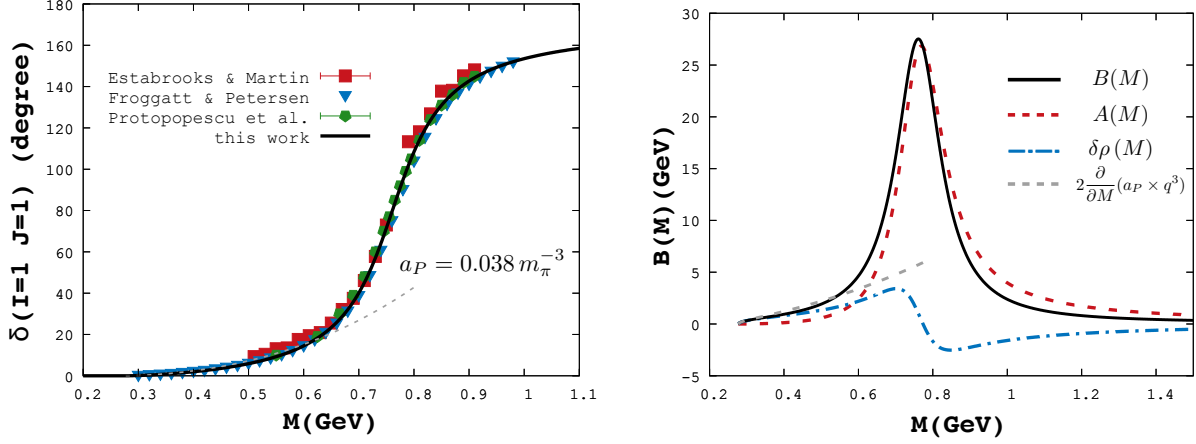 180
160
140
120
100
80
60
40
20
0
δ(I=1 J=1) (degree)
Estabrooks & Martin
Froggatt & Petersen
Protopopescu et al.
this work
a_P = 0.038 m_π^{-3}
0.2 0.3 0.4 0.5 0.6 0.7 0.8 0.9 1 1.1
M(GeV)
30
25
20
15
10
5
0
−5
B(M)(GeV)
B(M)
A(M)
δρ(M)
2 ∂/∂M (a_P × q³)
0.2 0.4 0.6 0.8 1 1.2 1.4
M(GeV)